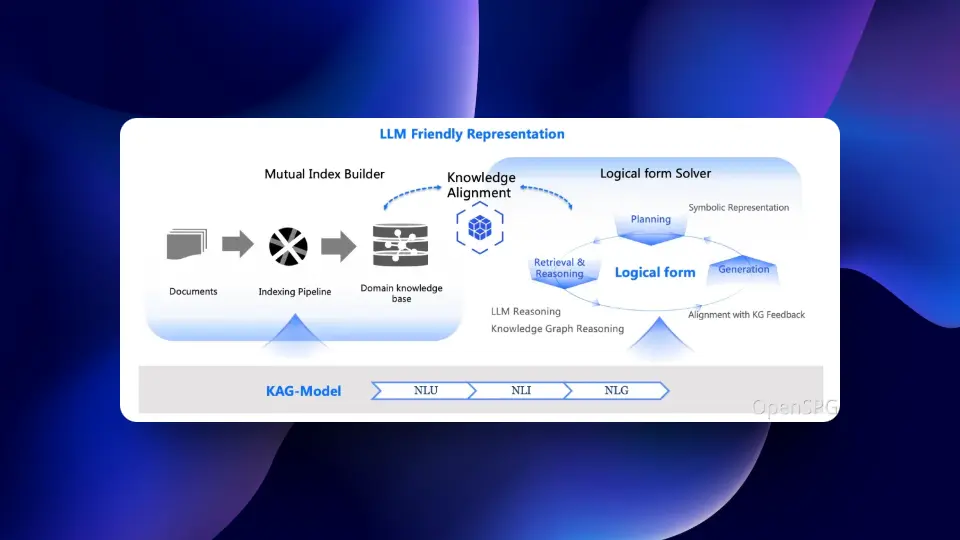 LLM Friendly Representation
Mutual Index Builder
Knowledge
Alignment
Logical form Solver
Symbolic Representation
Planning
Retrieval &
Reasoning
Logical form
Generation
Documents
Indexing Pipeline
Domain knowledge
base
LLM Reasoning
Knowledge Graph Reasoning
Alignment with KG Feedback
KAG-Model
NLU
NLI
NLG
OpenSPG